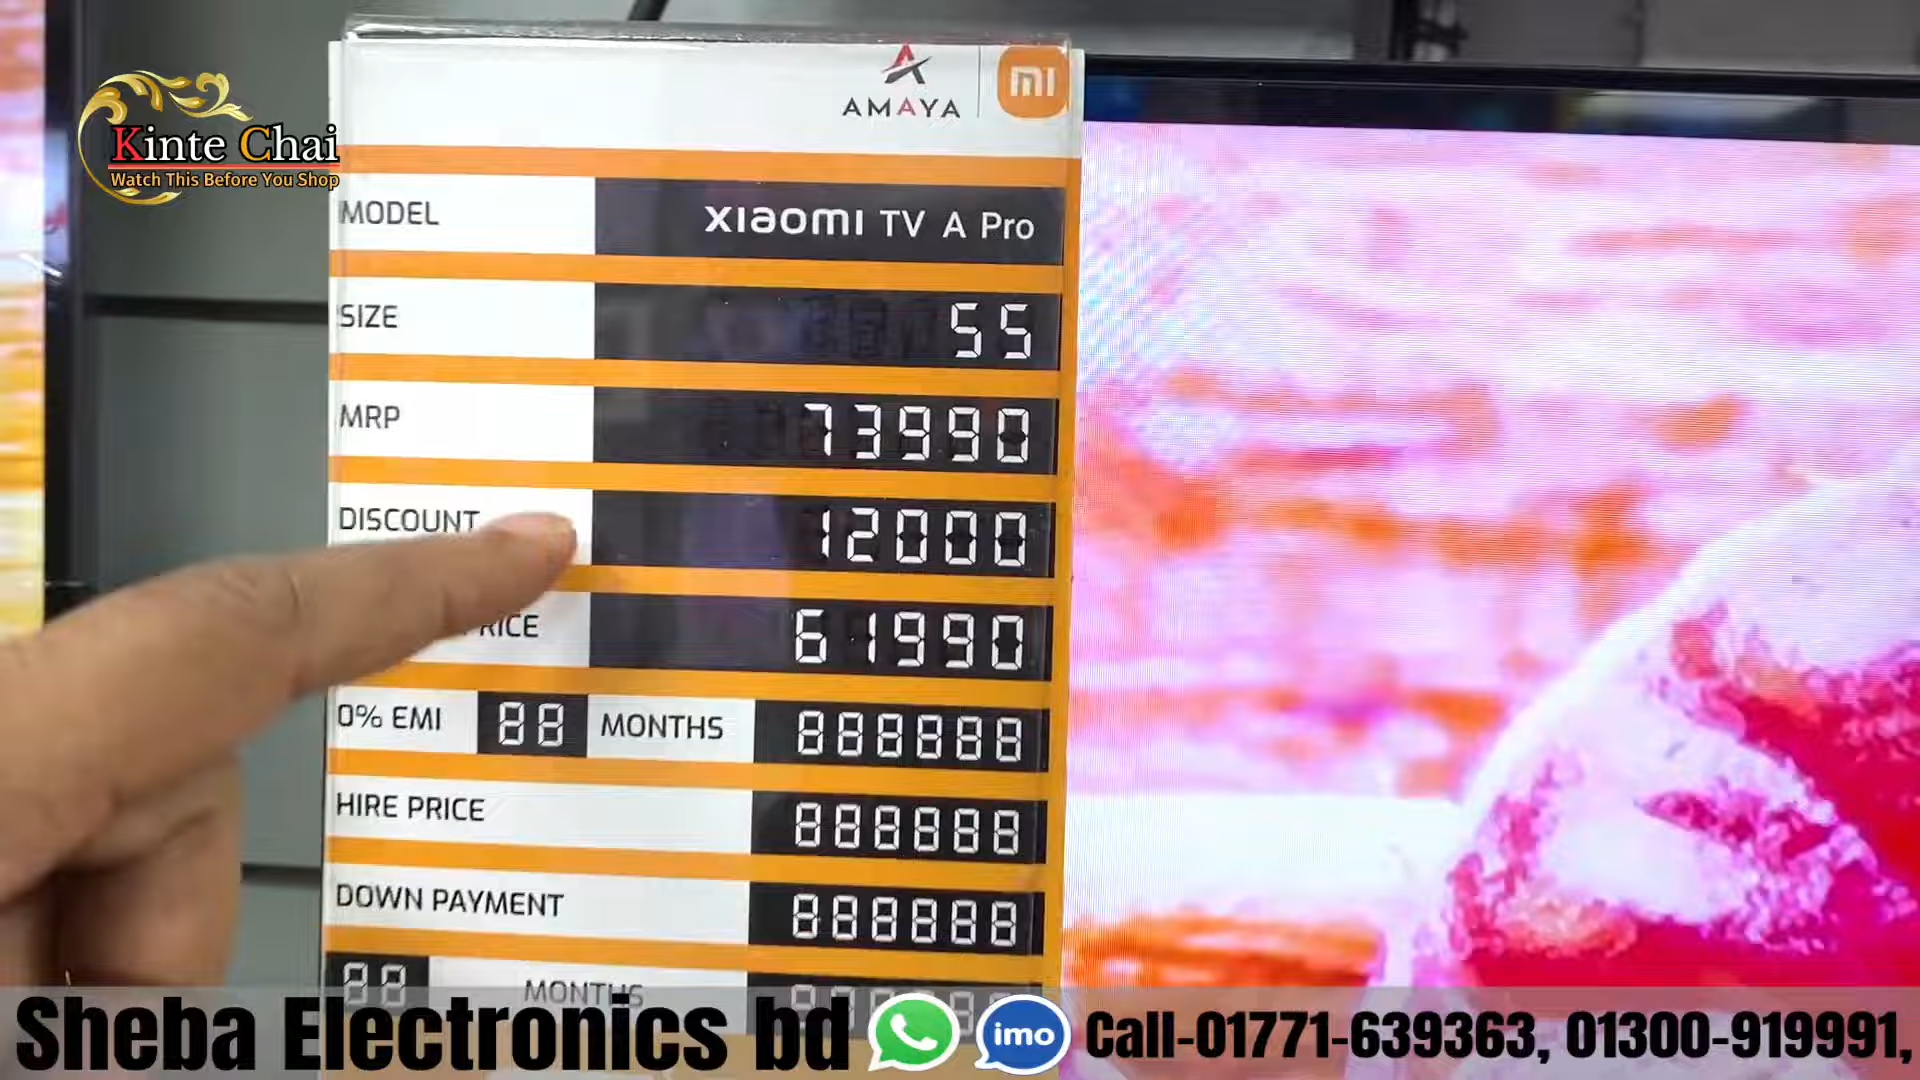 AMAYA
mi
Kinte Chai
Watch This Before You Shop
MODEL xiaomi TV A Pro
SIZE 55
MRP 73990
DISCOUNT 12000
PRICE 61990
0% EMI 88 MONTHS 888888
HIRE PRICE 888888
DOWN PAYMENT 888888
88 MONTHS
Sheba Electronics bd imo Call-01771-639363, 01300-919991,